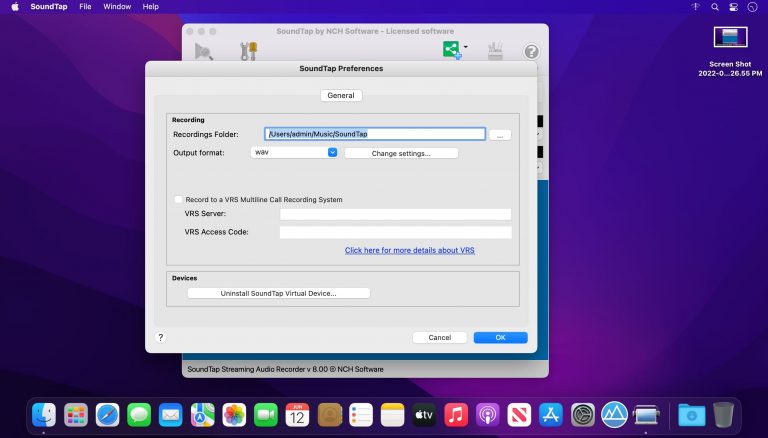 SoundTap File Window Help
SoundTap by NCH Software - Licensed software
Screen Shot
2022-0...26.55 PM
SoundTap Preferences
General
Recording
Recordings Folder: /Users/admin/Music/SoundTap ...
Output format: wav Change settings...
Record to a VRS Multiline Call Recording System
VRS Server:
VRS Access Code:
Click here for more details about VRS
Devices
Uninstall SoundTap Virtual Device...
? Cancel OK
SoundTap Streaming Audio Recorder v 8.00 © NCH Software
JUN
12
tv